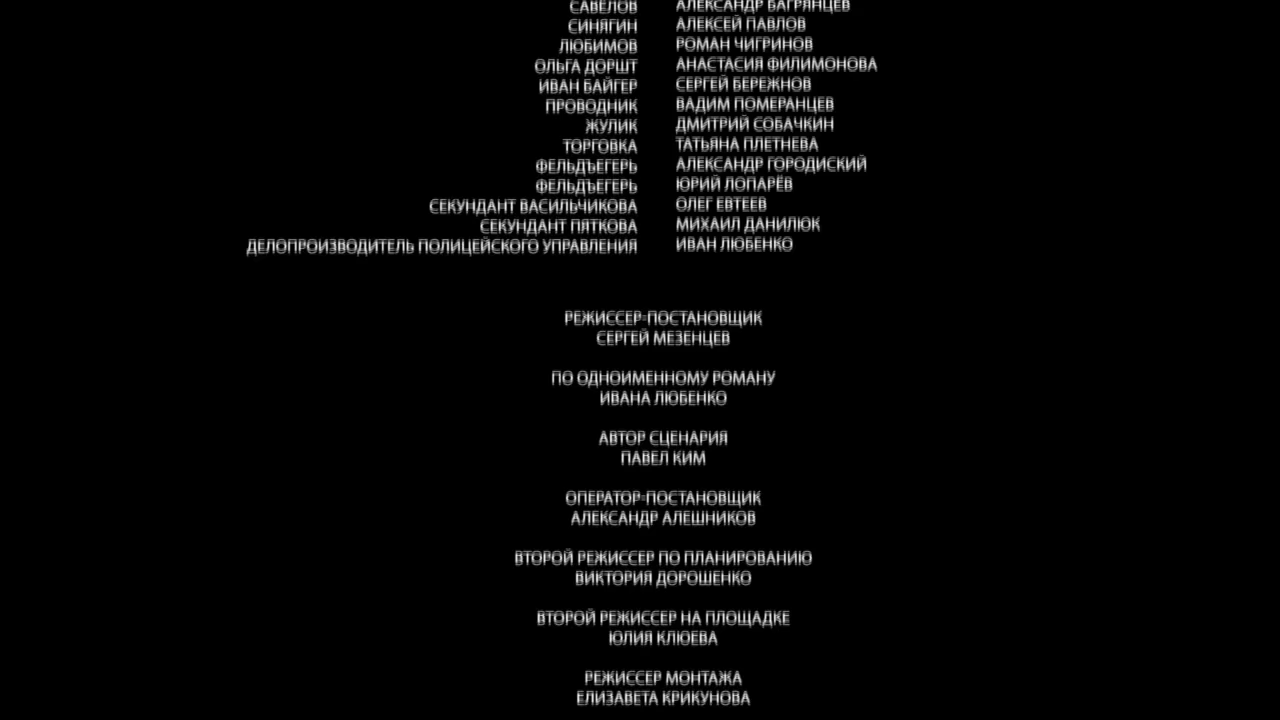 САВЕЛОВ АЛЕКСАНДР БАГРЯНЦЕВ
СИНЯГИН АЛЕКСЕЙ ПАВЛОВ
ЛЮБИМОВ РОМАН ЧИГРИНОВ
ОЛЬГА ДОРШТ АНАСТАСИЯ ФИЛИМОНОВА
ИВАН БАЙГЕР СЕРГЕЙ БЕРЕЖНОВ
ПРОВОДНИК ВАДИМ ПОМЕРАНЦЕВ
ЖУЛИК ДМИТРИЙ СОБАЧКИН
ТОРГОВКА ТАТЬЯНА ПЛЕТНЕВА
ФЕЛЬДЪЕГЕРЬ АЛЕКСАНДР ГОРОДИСКИЙ
ФЕЛЬДЪЕГЕРЬ ЮРИЙ ЛОПАРЁВ
СЕКУНДАНТ ВАСИЛЬЧИКОВА ОЛЕГ ЕВТЕЕВ
СЕКУНДАНТ ПЯТКОВА МИХАИЛ ДАНИЛЮК
ДЕЛОПРОИЗВОДИТЕЛЬ ПОЛИЦЕЙСКОГО УПРАВЛЕНИЯ ИВАН ЛЮБЕНКО
РЕЖИССЕР-ПОСТАНОВЩИК
СЕРГЕЙ МЕЗЕНЦЕВ
ПО ОДНОИМЕННОМУ РОМАНУ
ИВАНА ЛЮБЕНКО
АВТОР СЦЕНАРИЯ
ПАВЕЛ КИМ
ОПЕРАТОР-ПОСТАНОВЩИК
АЛЕКСАНДР АЛЕШНИКОВ
ВТОРОЙ РЕЖИССЕР ПО ПЛАНИРОВАНИЮ
ВИКТОРИЯ ДОРОШЕНКО
ВТОРОЙ РЕЖИССЕР НА ПЛОЩАДКЕ
ЮЛИЯ КЛЮЕВА
РЕЖИССЕР МОНТАЖА
ЕЛИЗАВЕТА КРИКУНОВА